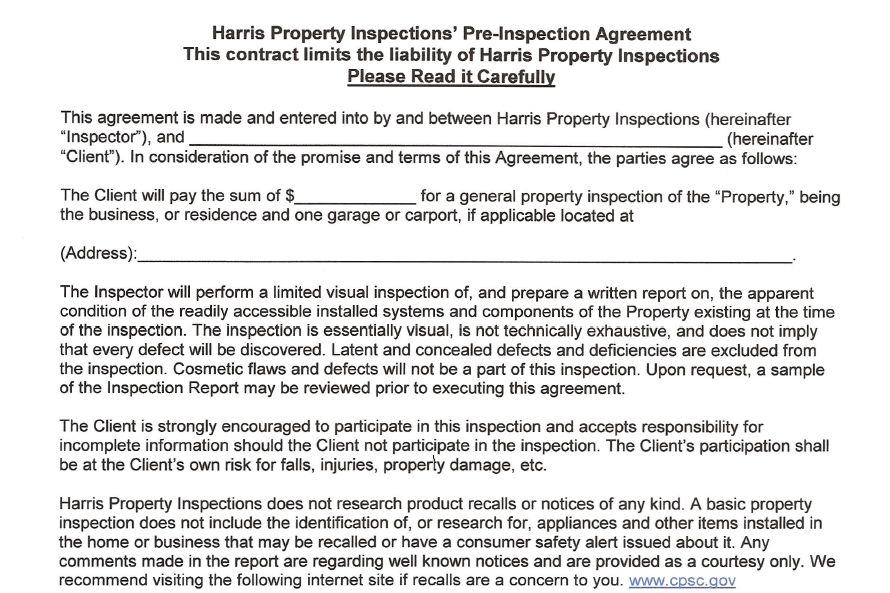 Harris Property Inspections' Pre-Inspection Agreement
This contract limits the liability of Harris Property Inspections
Please Read it Carefully
This agreement is made and entered into by and between Harris Property Inspections (hereinafter
"Inspector"), and ______________________________ (hereinafter
"Client"). In consideration of the promise and terms of this Agreement, the parties agree as follows:
The Client will pay the sum of $_____________ for a general property inspection of the "Property," being
the business, or residence and one garage or carport, if applicable located at
(Address):______________________________.
The Inspector will perform a limited visual inspection of, and prepare a written report on, the apparent
condition of the readily accessible installed systems and components of the Property existing at the time
of the inspection. The inspection is essentially visual, is not technically exhaustive, and does not imply
that every defect will be discovered. Latent and concealed defects and deficiencies are excluded from
the inspection. Cosmetic flaws and defects will not be a part of this inspection. Upon request, a sample
of the Inspection Report may be reviewed prior to executing this agreement.
The Client is strongly encouraged to participate in this inspection and accepts responsibility for
incomplete information should the Client not participate in the inspection. The Client's participation shall
be at the Client's own risk for falls, injuries, property damage, etc.
Harris Property Inspections does not research product recalls or notices of any kind. A basic property
inspection does not include the identification of, or research for, appliances and other items installed in
the home or business that may be recalled or have a consumer safety alert issued about it. Any
comments made in the report are regarding well known notices and are provided as a courtesy only. We
recommend visiting the following internet site if recalls are a concern to you. www.cpsc.gov